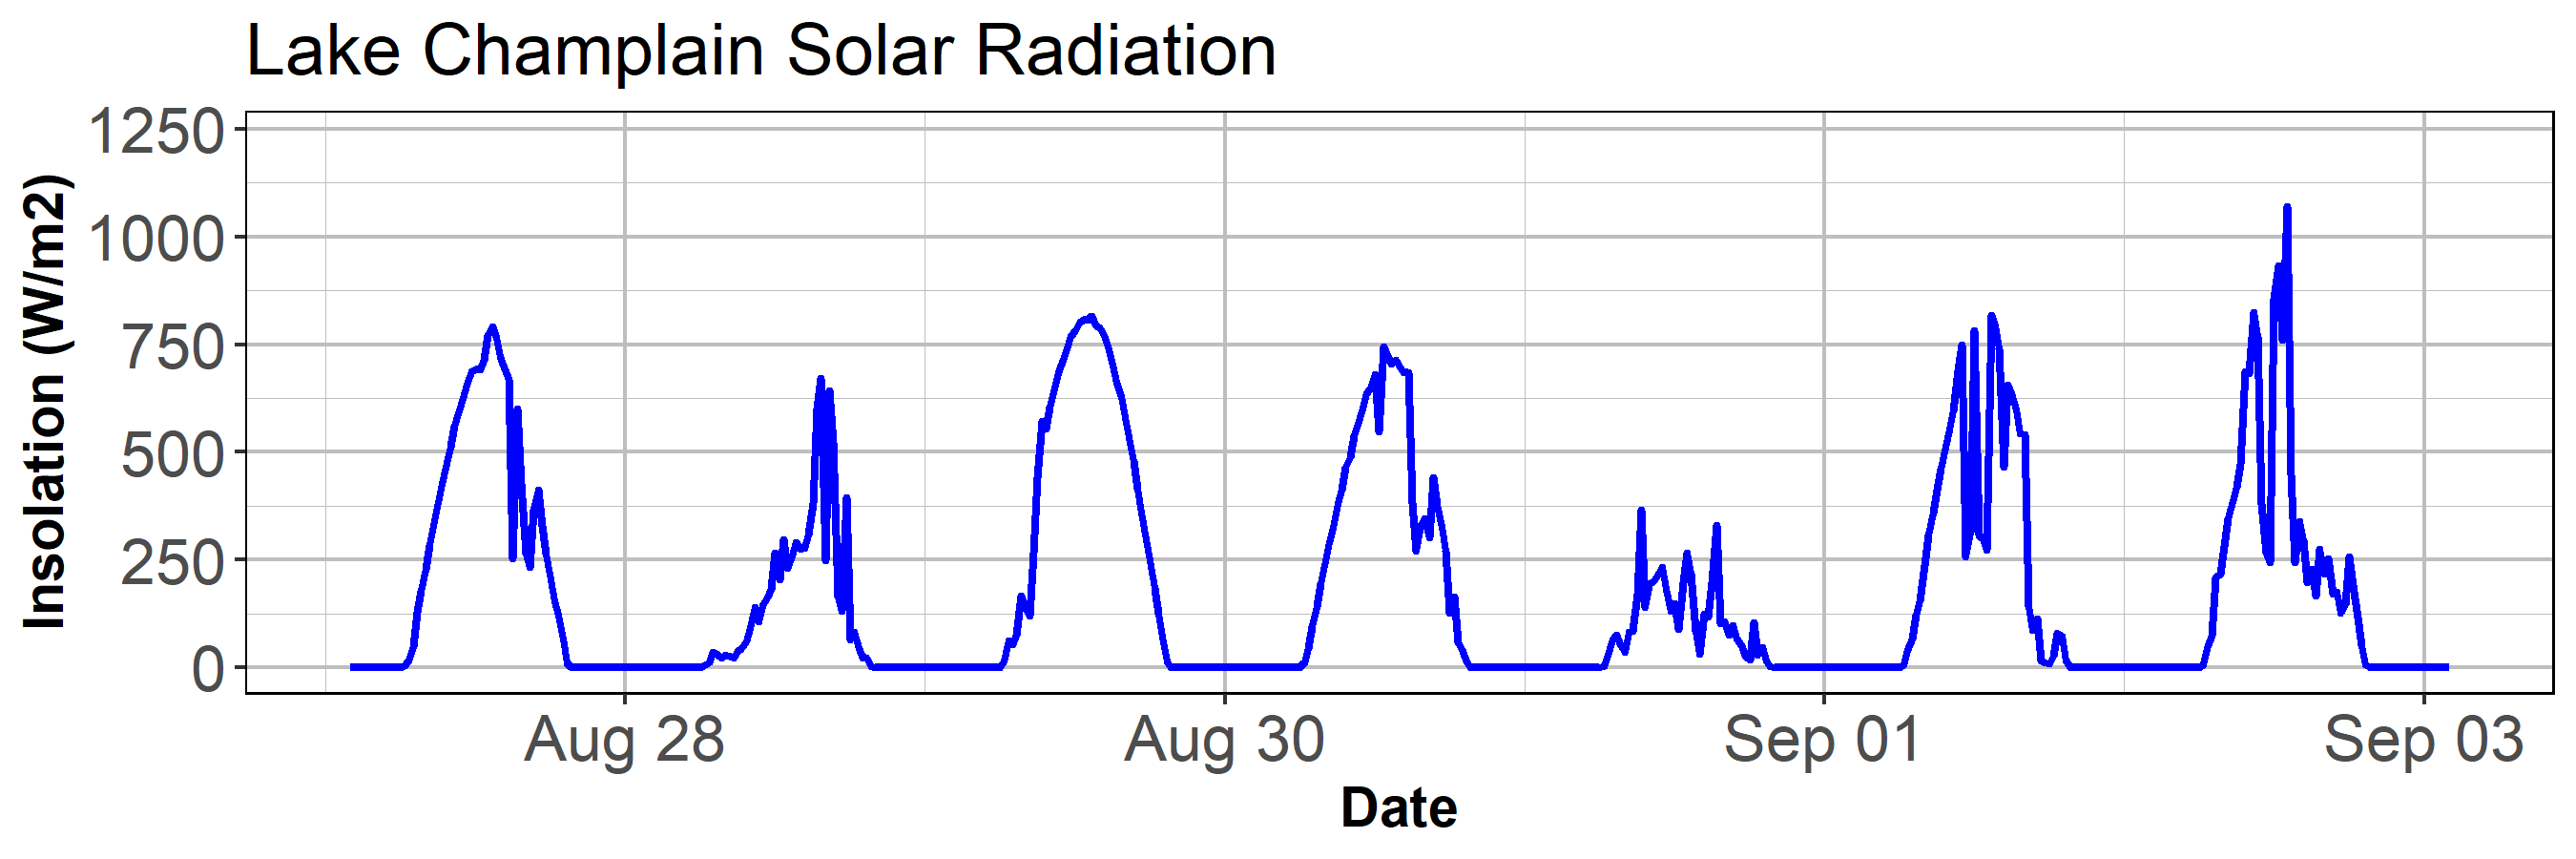 Lake Champlain Solar Radiation
Insolation (W/m2)
1250
1000
750
500
250
0
Aug 28
Aug 30
Sep 01
Sep 03
Date